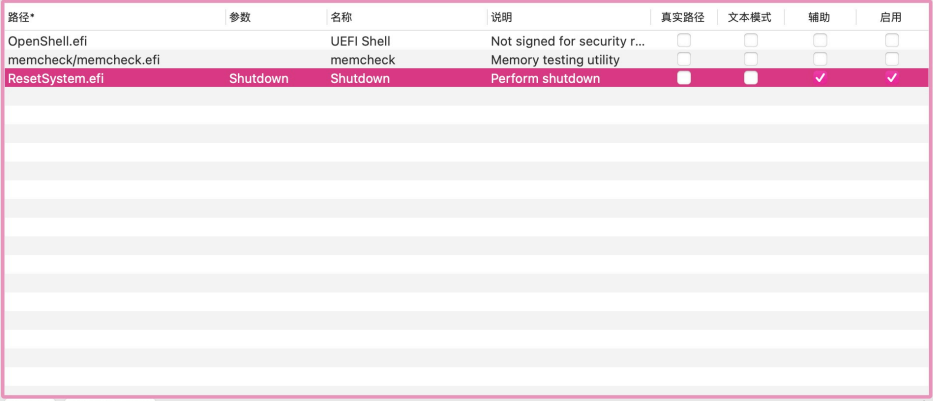 路径* 参数 名称 说明 真实路径 文本模式 辅助 启用
OpenShell.efi UEFI Shell Not signed for security r...
memcheck/memcheck.efi memcheck Memory testing utility
ResetSystem.efi Shutdown Shutdown Perform shutdown